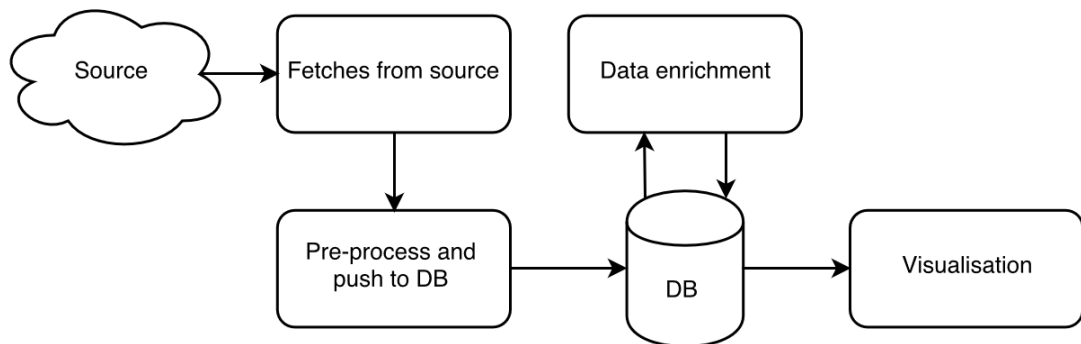 Source
Fetches from source
Data enrichment
Pre-process and
push to DB
DB
Visualisation